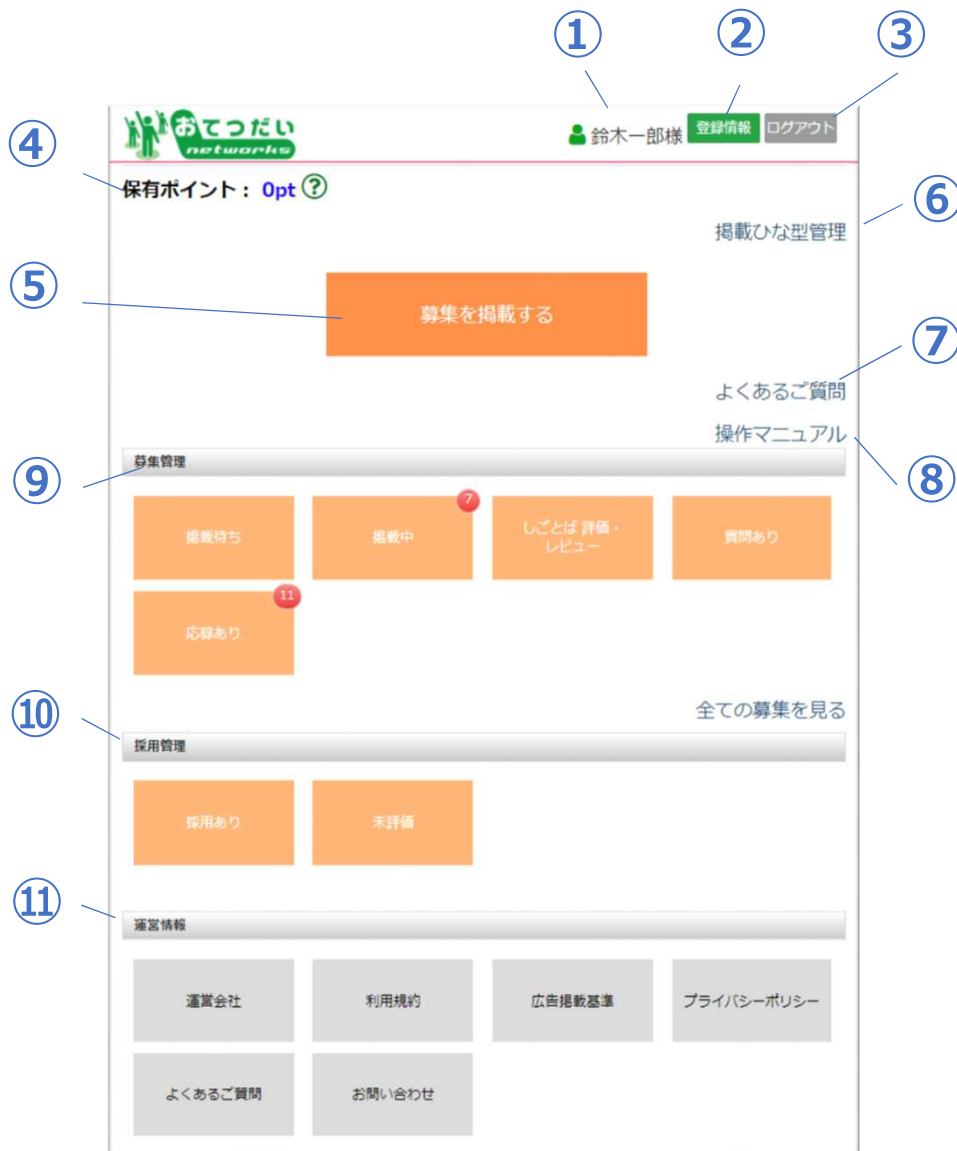 ① ② ③
④ おてつだい
networks
鈴木一郎様 登録情報 ログアウト
保有ポイント： 0pt ?
⑥
掲載ひな型管理
⑤ 募集を掲載する
⑦
よくあるご質問
操作マニュアル
⑧
⑨ 募集管理
掲載待ち 掲載中 7 しごとば 評価・
レビュー 質問あり
応募あり 11
全ての募集を見る
⑩ 採用管理
採用あり 未評価
⑪ 運営情報
運営会社 利用規約 広告掲載基準 プライバシーポリシー
よくあるご質問 お問い合わせ